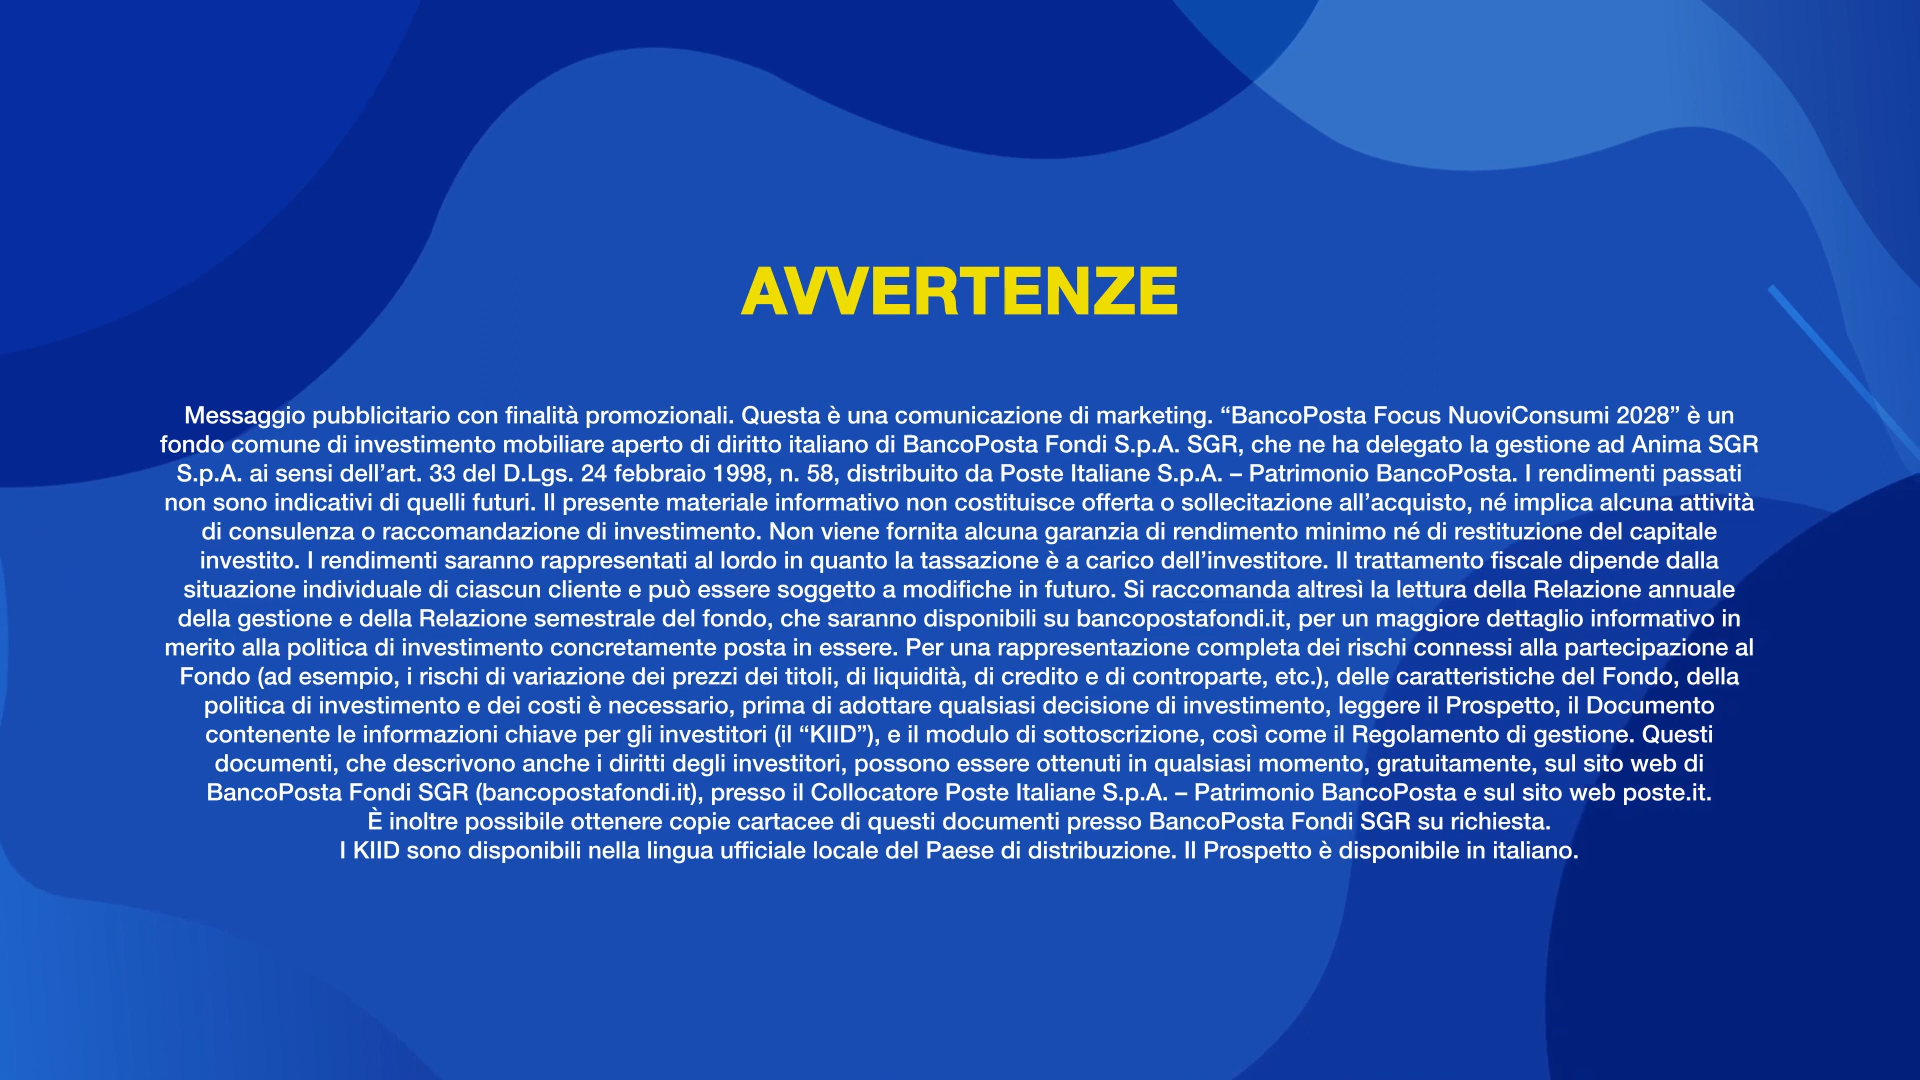 AVVERTENZE
Messaggio pubblicitario con finalità promozionali. Questa è una comunicazione di marketing. “BancoPosta Focus NuoviConsumi 2028” è un
fondo comune di investimento mobiliare aperto di diritto italiano di BancoPosta Fondi S.p.A. SGR, che ne ha delegato la gestione ad Anima SGR
S.p.A. ai sensi dell’art. 33 del D.Lgs. 24 febbraio 1998, n. 58, distribuito da Poste Italiane S.p.A. – Patrimonio BancoPosta. I rendimenti passati
non sono indicativi di quelli futuri. Il presente materiale informativo non costituisce offerta o sollecitazione all’acquisto, né implica alcuna attività
di consulenza o raccomandazione di investimento. Non viene fornita alcuna garanzia di rendimento minimo né di restituzione del capitale
investito. I rendimenti saranno rappresentati al lordo in quanto la tassazione è a carico dell’investitore. Il trattamento fiscale dipende dalla
situazione individuale di ciascun cliente e può essere soggetto a modifiche in futuro. Si raccomanda altresì la lettura della Relazione annuale
della gestione e della Relazione semestrale del fondo, che saranno disponibili su bancopostafondi.it, per un maggiore dettaglio informativo in
merito alla politica di investimento concretamente posta in essere. Per una rappresentazione completa dei rischi connessi alla partecipazione al
Fondo (ad esempio, i rischi di variazione dei prezzi dei titoli, di liquidità, di credito e di controparte, etc.), delle caratteristiche del Fondo, della
politica di investimento e dei costi è necessario, prima di adottare qualsiasi decisione di investimento, leggere il Prospetto, il Documento
contenente le informazioni chiave per gli investitori (il “KIID”), e il modulo di sottoscrizione, così come il Regolamento di gestione. Questi
documenti, che descrivono anche i diritti degli investitori, possono essere ottenuti in qualsiasi momento, gratuitamente, sul sito web di
BancoPosta Fondi SGR (bancopostafondi.it), presso il Collocatore Poste Italiane S.p.A. – Patrimonio BancoPosta e sul sito web poste.it.
È inoltre possibile ottenere copie cartacee di questi documenti presso BancoPosta Fondi SGR su richiesta.
I KIID sono disponibili nella lingua ufficiale locale del Paese di distribuzione. Il Prospetto è disponibile in italiano.